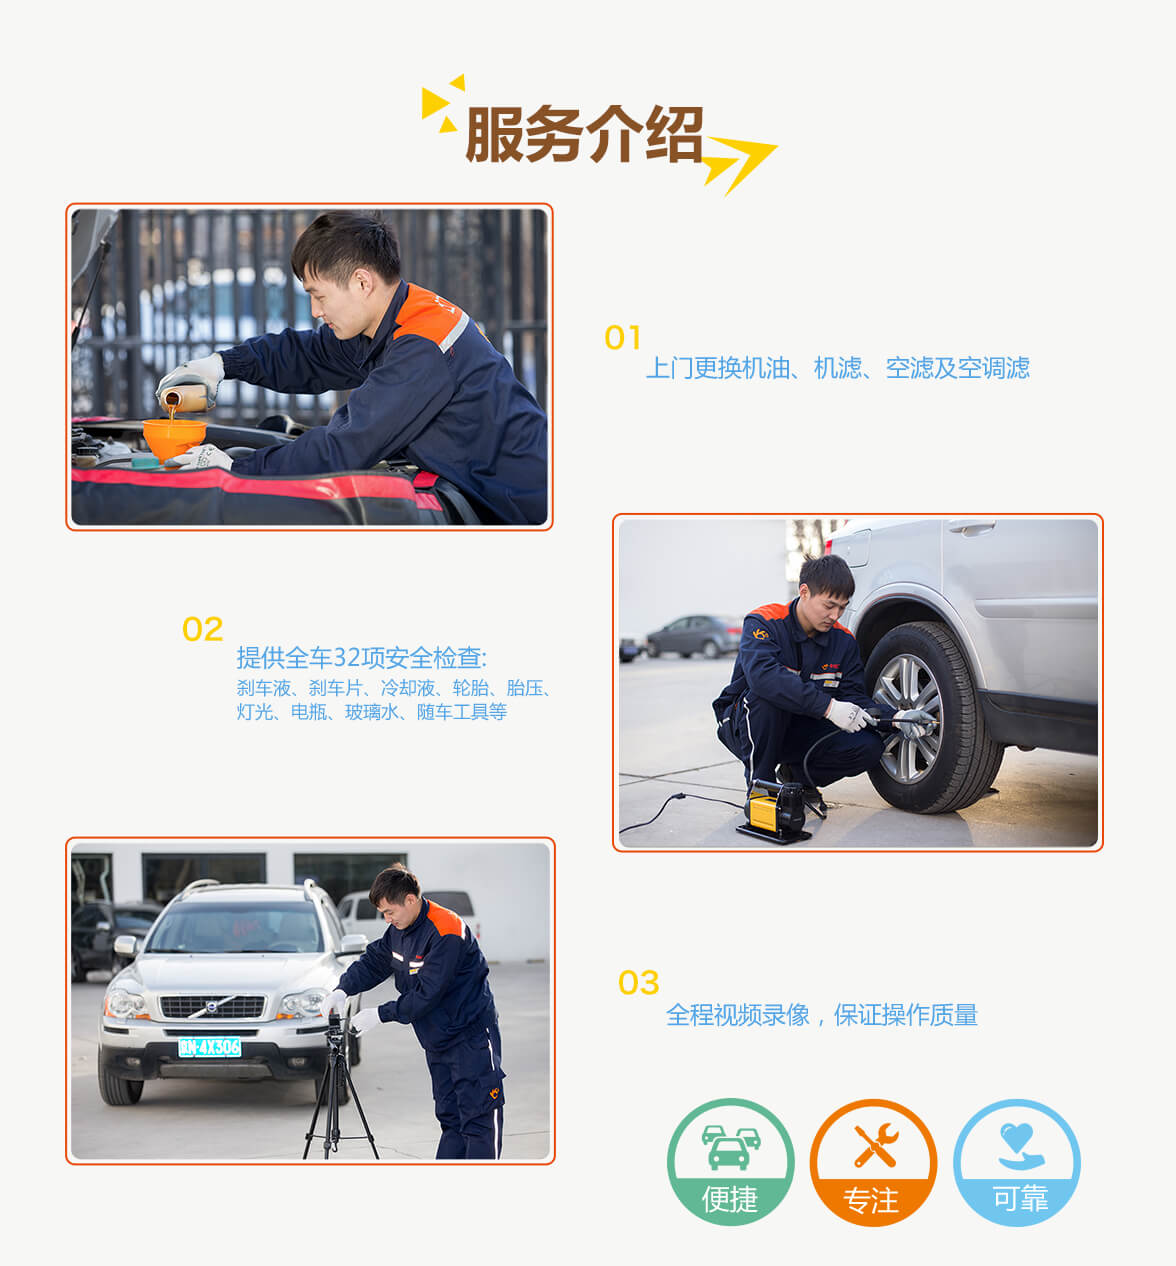 服务介绍
01
上门更换机油、机滤、空滤及空调滤
02
提供全车32项安全检查:
刹车液、刹车片、冷却液、轮胎、胎压、
灯光、电瓶、玻璃水、随车工具等
N·4X306
03
全程视频录像，保证操作质量
便捷
专注
可靠